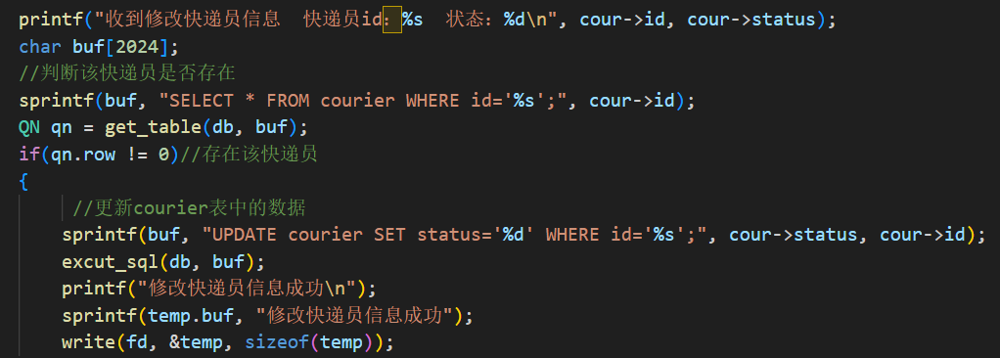 printf("收到修改快递员信息  快递员id：%s  状态：%d\n", cour->id, cour->status);
char buf[2024];
//判断该快递员是否存在
sprintf(buf, "SELECT * FROM courier WHERE id='%s';", cour->id);
QN qn = get_table(db, buf);
if(qn.row != 0)//存在该快递员
{
     //更新courier表中的数据
    sprintf(buf, "UPDATE courier SET status='%d' WHERE id='%s';", cour->status, cour->id);
    excut_sql(db, buf);
    printf("修改快递员信息成功\n");
    sprintf(temp.buf, "修改快递员信息成功");
    write(fd, &temp, sizeof(temp));